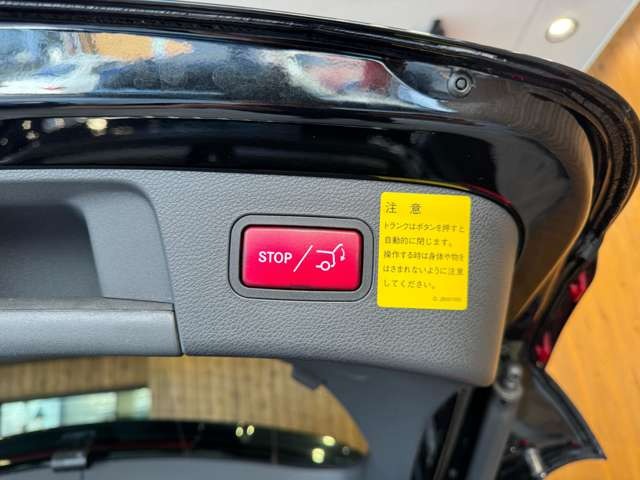 STOP/
注意
トランクはボタンを押すと
自動的に閉じます。
操作する時は身体や物を
はさまれないように注意
してください。